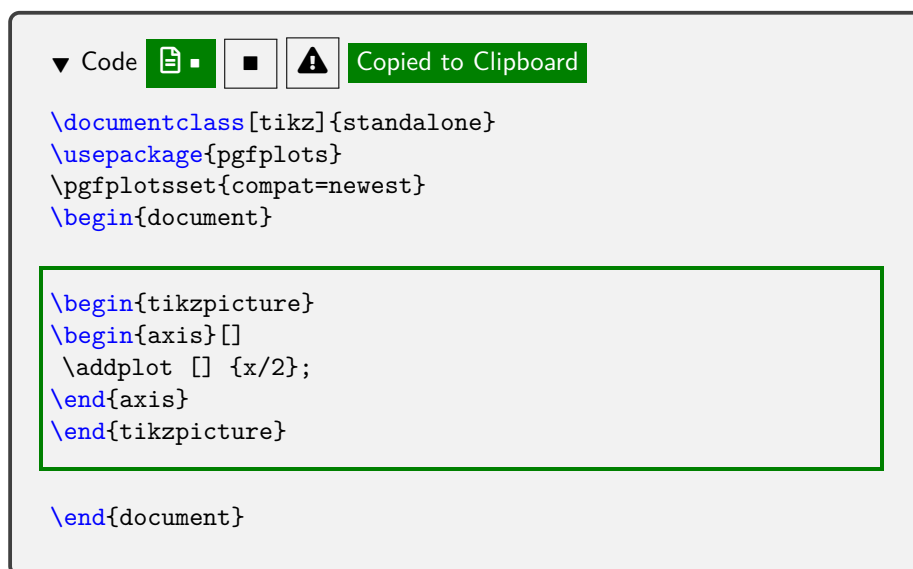 ▼ Code Copied to Clipboard
\documentclass[tikz]{standalone}
\usepackage{pgfplots}
\pgfplotsset{compat=newest}
\begin{document}
\begin{tikzpicture}
\begin{axis}[]
 \addplot [] {x/2};
\end{axis}
\end{tikzpicture}
\end{document}